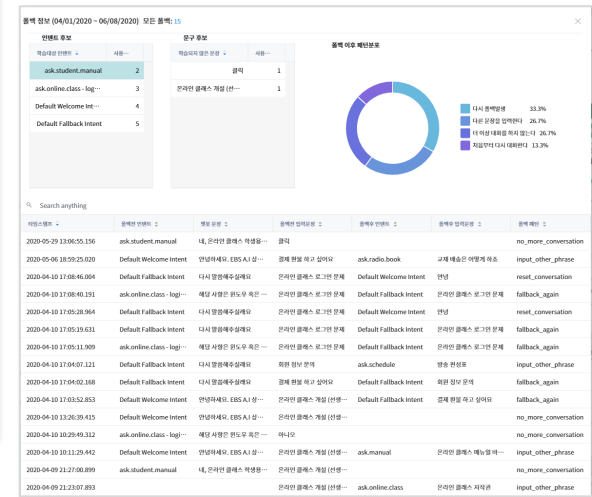 폴백 정보 (04/01/2020 ~ 06/08/2020) 모든 폴백: 15
인텐트 후보
학습대상 인텐트 사용…
ask.student.manual 2
ask.online.class - log… 3
Default Welcome Int… 4
Default Fallback Intent 5
문구 후보
학습되지 않은 문장 사용…
클릭 1
온라인 클래스 개설 (선… 1
폴백 이후 패턴분포
다시 폴백발생 33.3%
다른 문장을 입력한다 26.7%
더 이상 대화를 하지 않는다 26.7%
처음부터 다시 대화한다 13.3%
Search anything
타임스탬프 폴백전 인텐트 챗봇 문장 폴백전 입력문장 폴백후 인텐트 폴백후 입력문장 폴백 패턴
2020-05-29 13:06:55.156 ask.student.manual 네, 온라인 클래스 학생용… 클릭 no_more_conversation
2020-05-06 18:59:25.020 Default Welcome Intent 안녕하세요. EBS A.I 상… 결제 환불 하고 싶어요 ask.radio.book 교재 배송은 어떻게 하죠 input_other_phrase
2020-04-10 17:08:46.004 Default Fallback Intent 다시 말씀해주실래요 온라인 클래스 로그인 문제 Default Welcome Intent 안녕 reset_conversation
2020-04-10 17:08:40.191 ask.online.class - logi… 해당 사항은 윈도우 혹은 … 온라인 클래스 로그인 문제 Default Fallback Intent 온라인 클래스 로그인 문제 fallback_again
2020-04-10 17:05:28.964 Default Fallback Intent 다시 말씀해주실래요 온라인 클래스 로그인 문제 Default Welcome Intent 안녕 reset_conversation
2020-04-10 17:05:19.631 Default Fallback Intent 다시 말씀해주실래요 온라인 클래스 로그인 문제 Default Fallback Intent 온라인 클래스 로그인 문제 fallback_again
2020-04-10 17:05:11.909 ask.online.class - logi… 해당 사항은 윈도우 혹은 … 온라인 클래스 로그인 문제 Default Fallback Intent 온라인 클래스 로그인 문제 fallback_again
2020-04-10 17:04:07.121 Default Fallback Intent 다시 말씀해주실래요 회원 정보 문의 ask.schedule 방송 편성표 input_other_phrase
2020-04-10 17:04:02.168 Default Fallback Intent 다시 말씀해주실래요 결제 환불 하고 싶어요 Default Fallback Intent 회원 정보 문의 fallback_again
2020-04-10 17:03:52.853 Default Welcome Intent 안녕하세요. EBS A.I 상… 온라인 클래스 개설 (선생… Default Fallback Intent 결제 환불 하고 싶어요 fallback_again
2020-04-10 13:26:39.415 Default Welcome Intent 안녕하세요. EBS A.I 상… 온라인 클래스 개설 (선생… no_more_conversation
2020-04-10 10:29:49.312 ask.online.class - logi… 해당 사항은 윈도우 혹은 … 아니오 no_more_conversation
2020-04-10 10:11:29.442 Default Welcome Intent 안녕하세요. EBS A.I 상… 온라인 클래스 개설 (선생… ask.manual 온라인 클래스 메뉴얼 바… input_other_phrase
2020-04-09 21:27:00.899 ask.student.manual 네, 온라인 클래스 학생용… 온라인 클래스 개설 (선생… no_more_conversation
2020-04-09 21:23:07.893 온라인 클래스 개설 (선생… ask.online.class 온라인 클래스 저작권 input_other_phrase